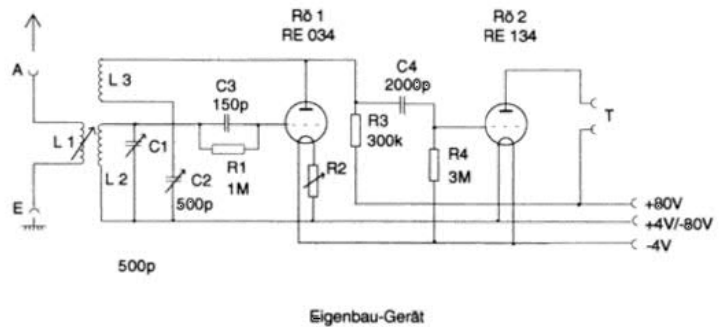 Rö 1
RE 034
Rö 2
RE 134
A
L 3
C3
150p
C4
2000p
T
L 1
C1
R3
300k
R1
1M
R2
R4
3M
L 2
C2
500p
E
+80V
+4V/-80V
-4V
500p
Eigenbau-Gerät